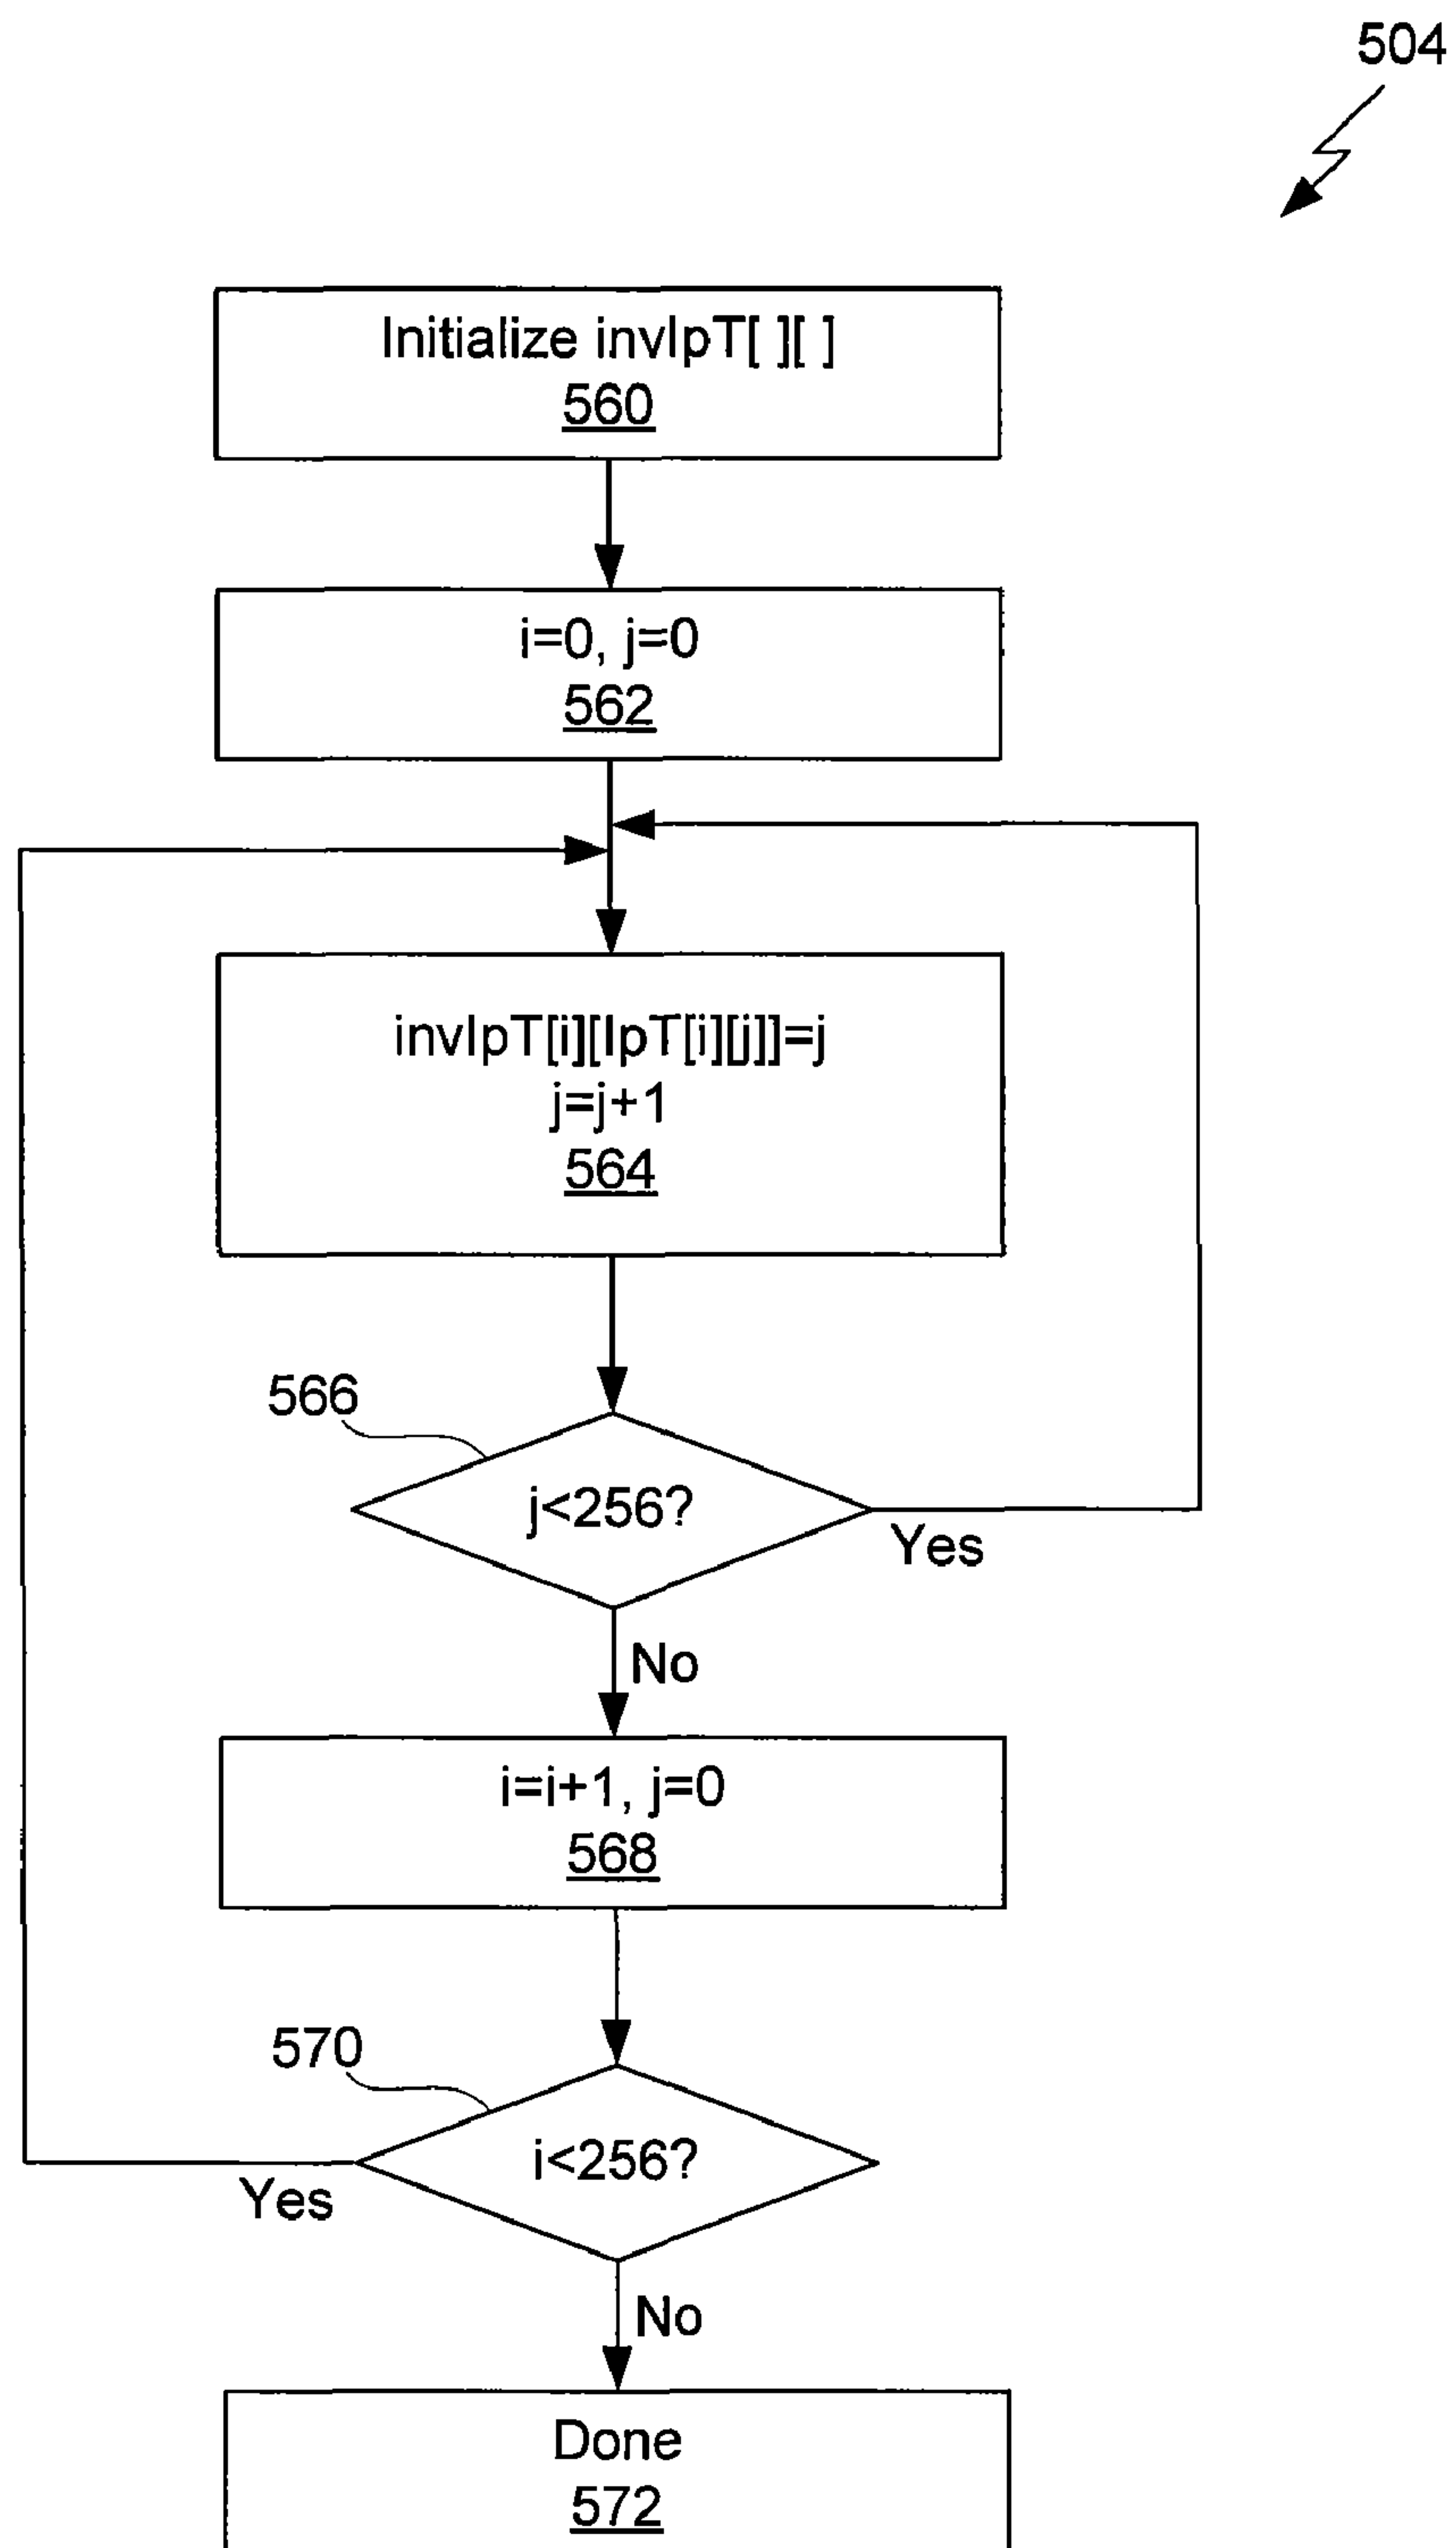 504
Initialize invIpT[ ][ ]
560
i=0, j=0
562
invIpT[i][IpT[i][j]]=j
j=j+1
564
566
j<256?
Yes
No
i=i+1, j=0
568
570
i<256?
Yes
No
Done
572